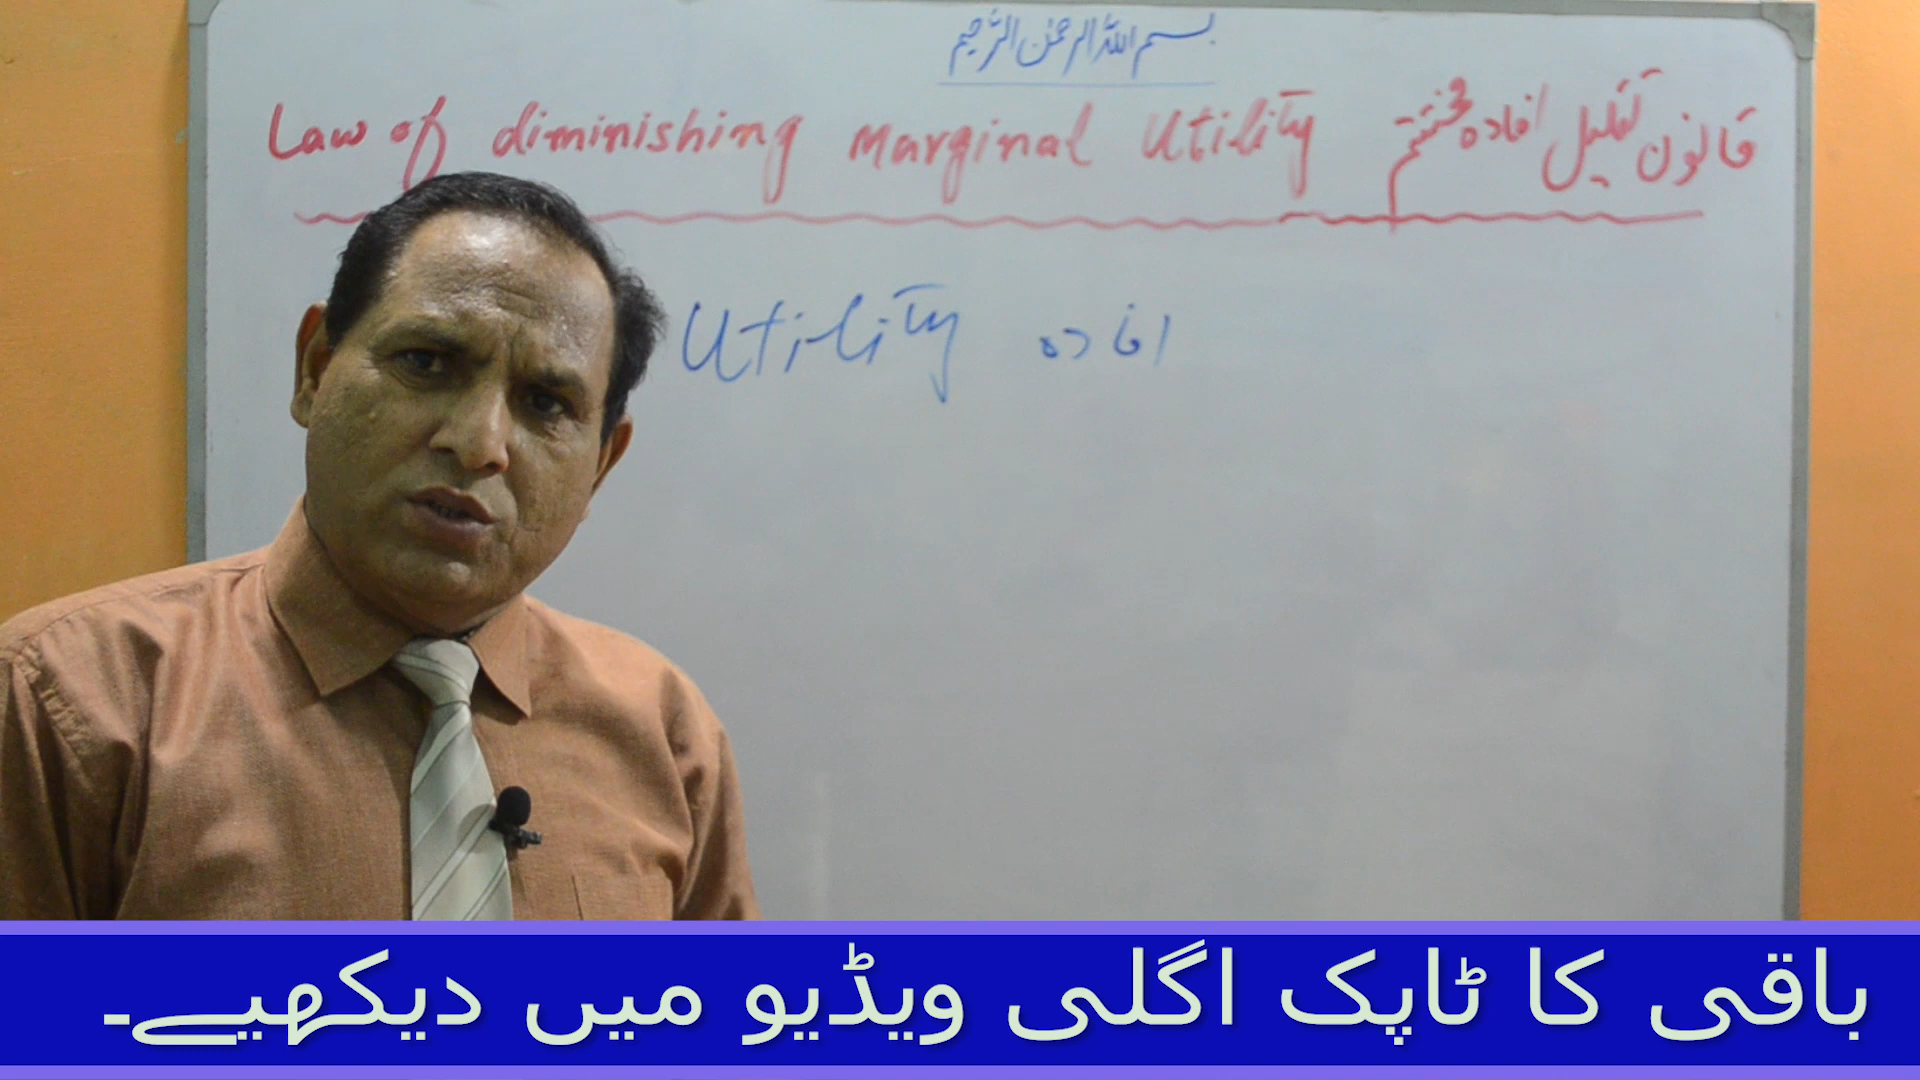 بسم اللہ الرحمٰن الرحیم
Law of diminishing marginal Utility قانون تقلیل افادہ مختتم
Utility افادہ
باقی کا ٹاپک اگلی ویڈیو میں دیکھیے۔